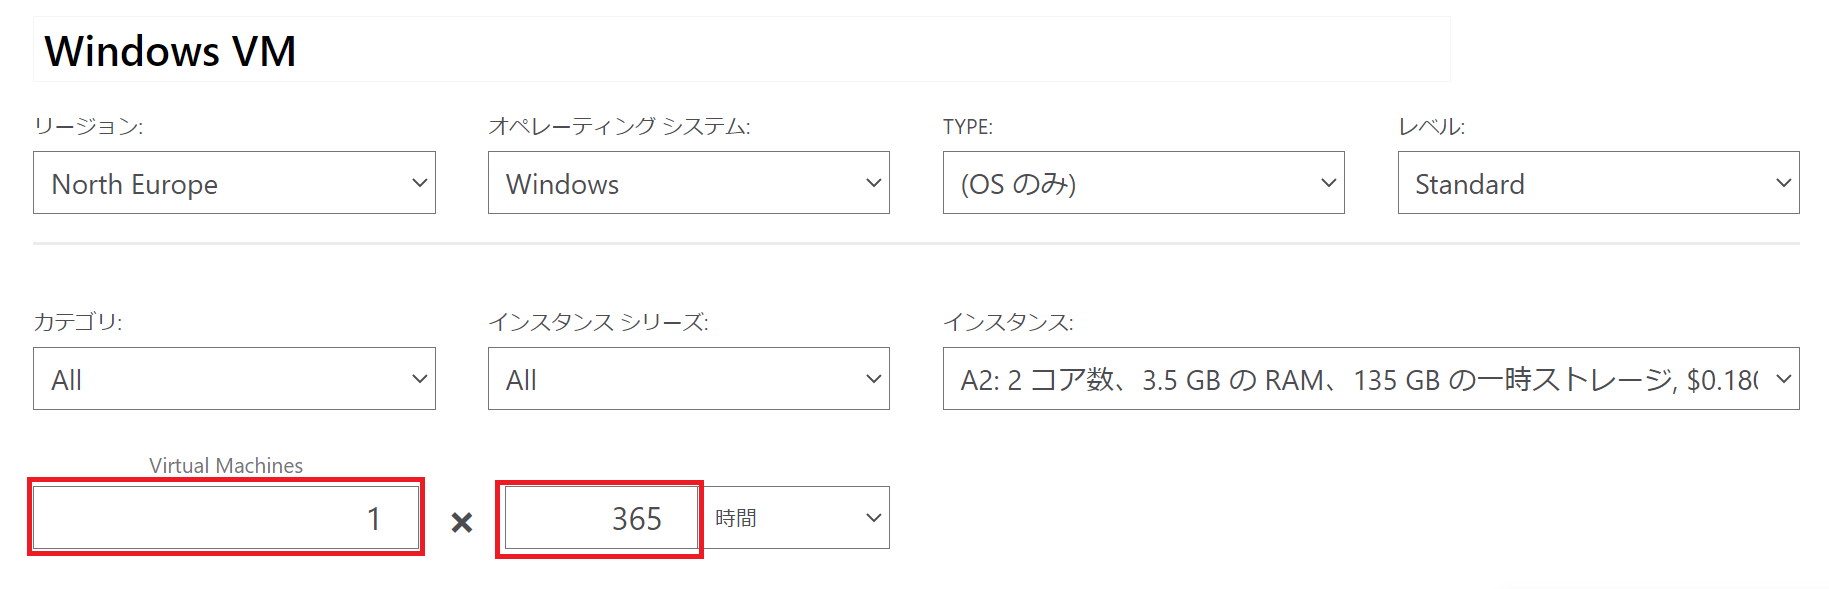 Windows VM
リージョン: オペレーティング システム: TYPE: レベル:
North Europe Windows (OS のみ) Standard
カテゴリ: インスタンス シリーズ: インスタンス:
All All A2: 2 コア数、3.5 GB の RAM、135 GB の一時ストレージ, $0.180
Virtual Machines
1 × 365 時間